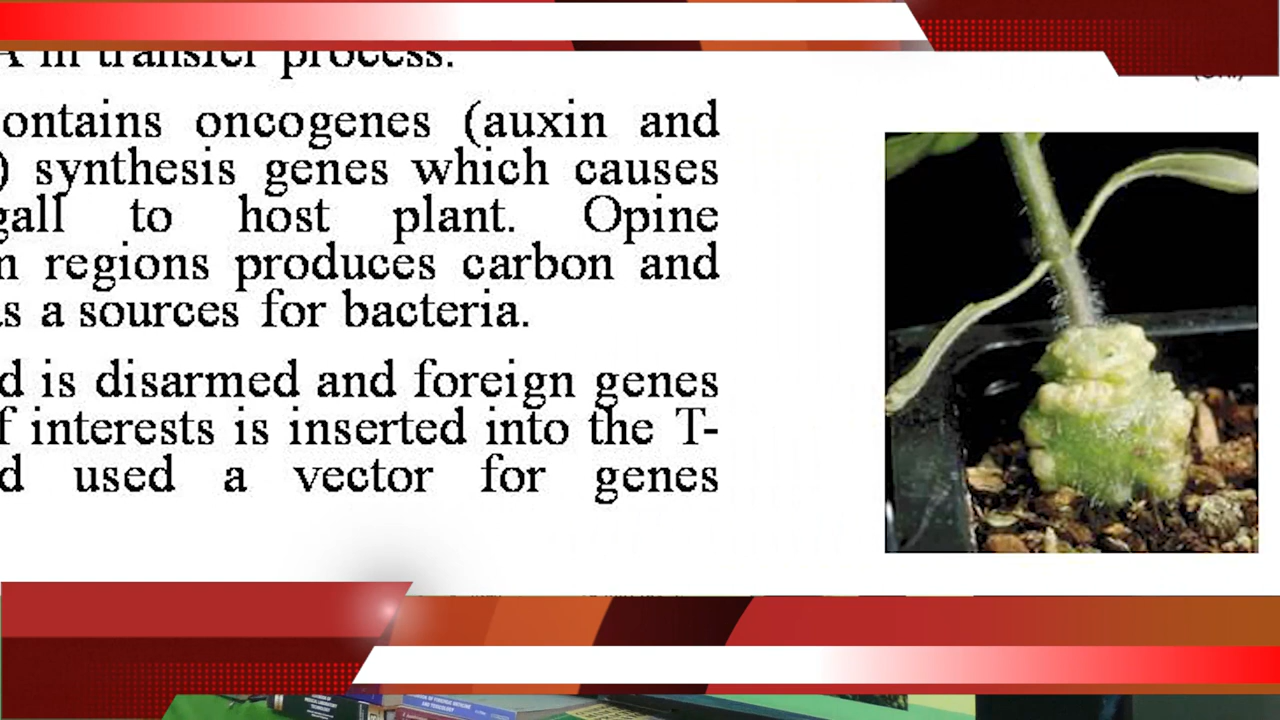 A in transfer process.
ontains oncogenes (auxin and
) synthesis genes which causes
gall to host plant. Opine
n regions produces carbon and
as a sources for bacteria.
d is disarmed and foreign genes
f interests is inserted into the T-
d used a vector for genes